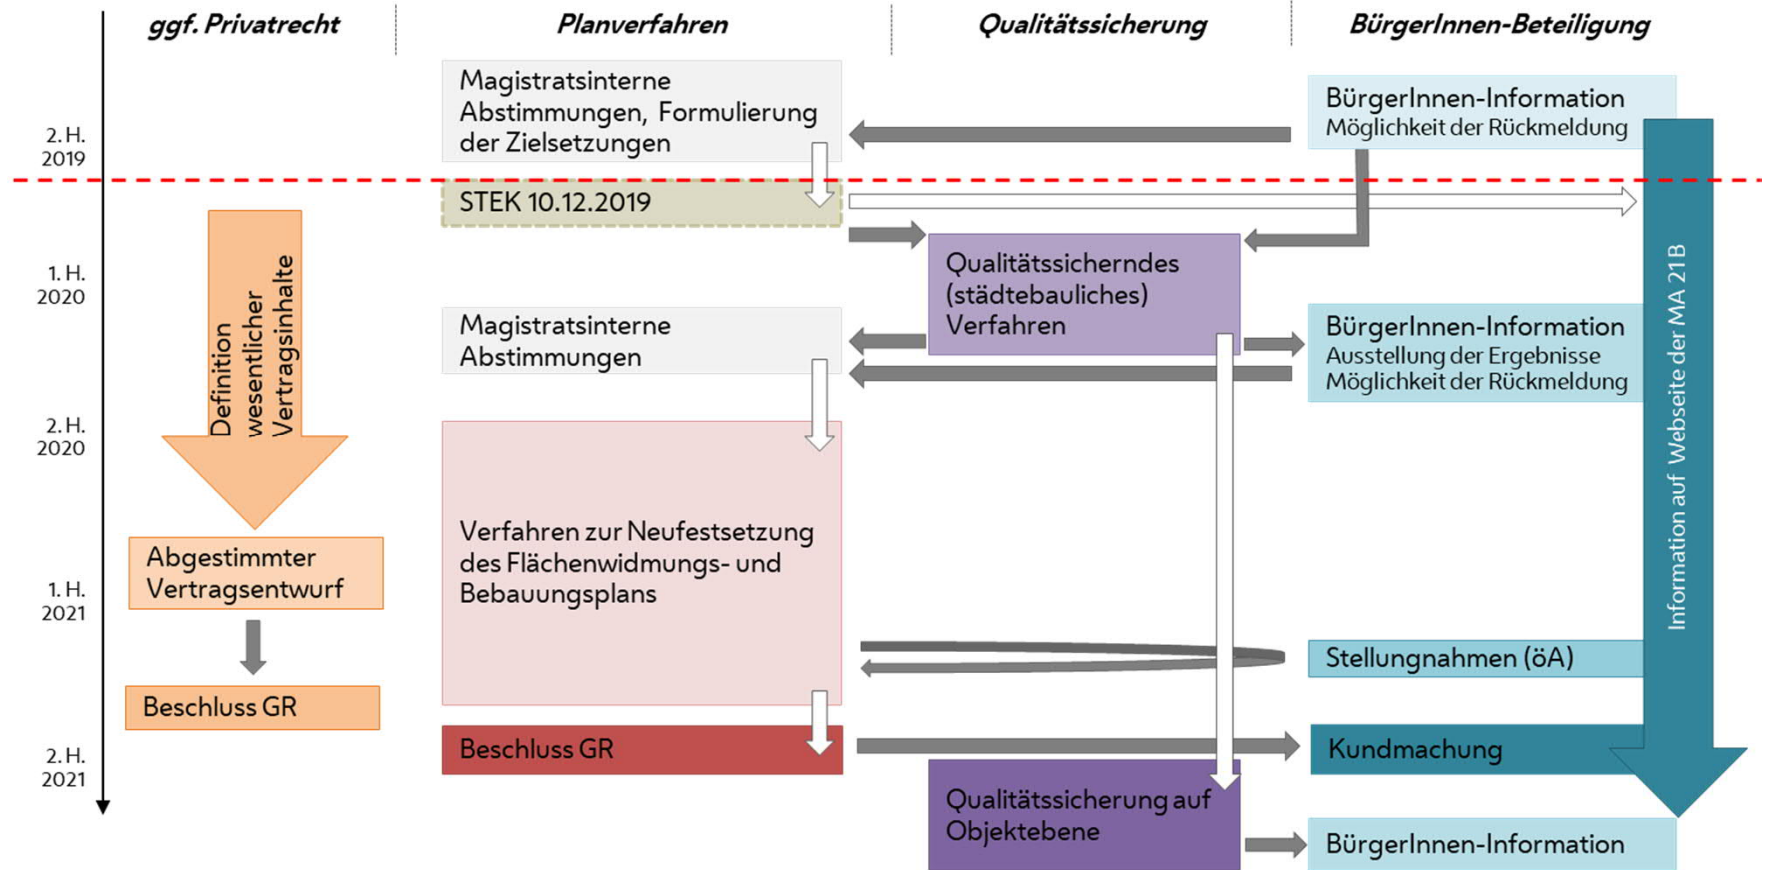 ggf. Privatrecht
Planverfahren
Qualitätssicherung
BürgerInnen-Beteiligung
2. H.
2019
1. H.
2020
2. H.
2020
1. H.
2021
2. H.
2021
Definition
wesentlicher
Vertragsinhalte
Abgestimmter
Vertragsentwurf
Beschluss GR
Magistratsinterne
Abstimmungen, Formulierung
der Zielsetzungen
STEK 10.12.2019
Magistratsinterne
Abstimmungen
Verfahren zur Neufestsetzung
des Flächenwidmungs- und
Bebauungsplans
Beschluss GR
Qualitätssicherndes
(städtebauliches)
Verfahren
Qualitätssicherung auf
Objektebene
BürgerInnen-Information
Möglichkeit der Rückmeldung
BürgerInnen-Information
Ausstellung der Ergebnisse
Möglichkeit der Rückmeldung
Stellungnahmen (öA)
Kundmachung
BürgerInnen-Information
Information auf Webseite der MA 21B